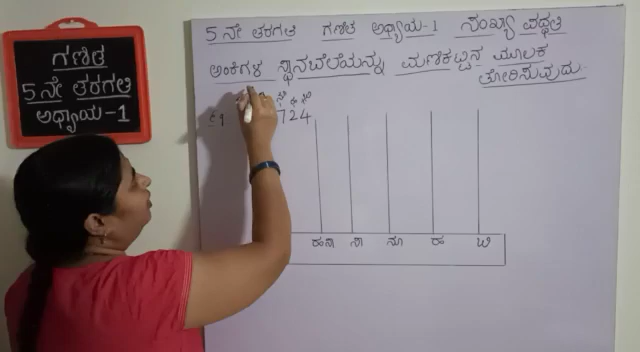 ಗಣಿತ
5 ನೇ ತರಗತಿ
ಅಧ್ಯಾಯ-1
5 ನೇ ತರಗತಿ ಗಣಿತ ಅಧ್ಯಾಯ-1 ಸಂಖ್ಯಾ ಪದ್ಧತಿ
ಅಂಕಿಗಳ ಸ್ಥಾನಬೆಲೆಯನ್ನು ಮಣಿಕಟ್ಟಿನ ಮೂಲಕ
ತೋರಿಸುವುದು
724
ಹಸಾ ಸಾ ನೂ ಹ ಬಿ